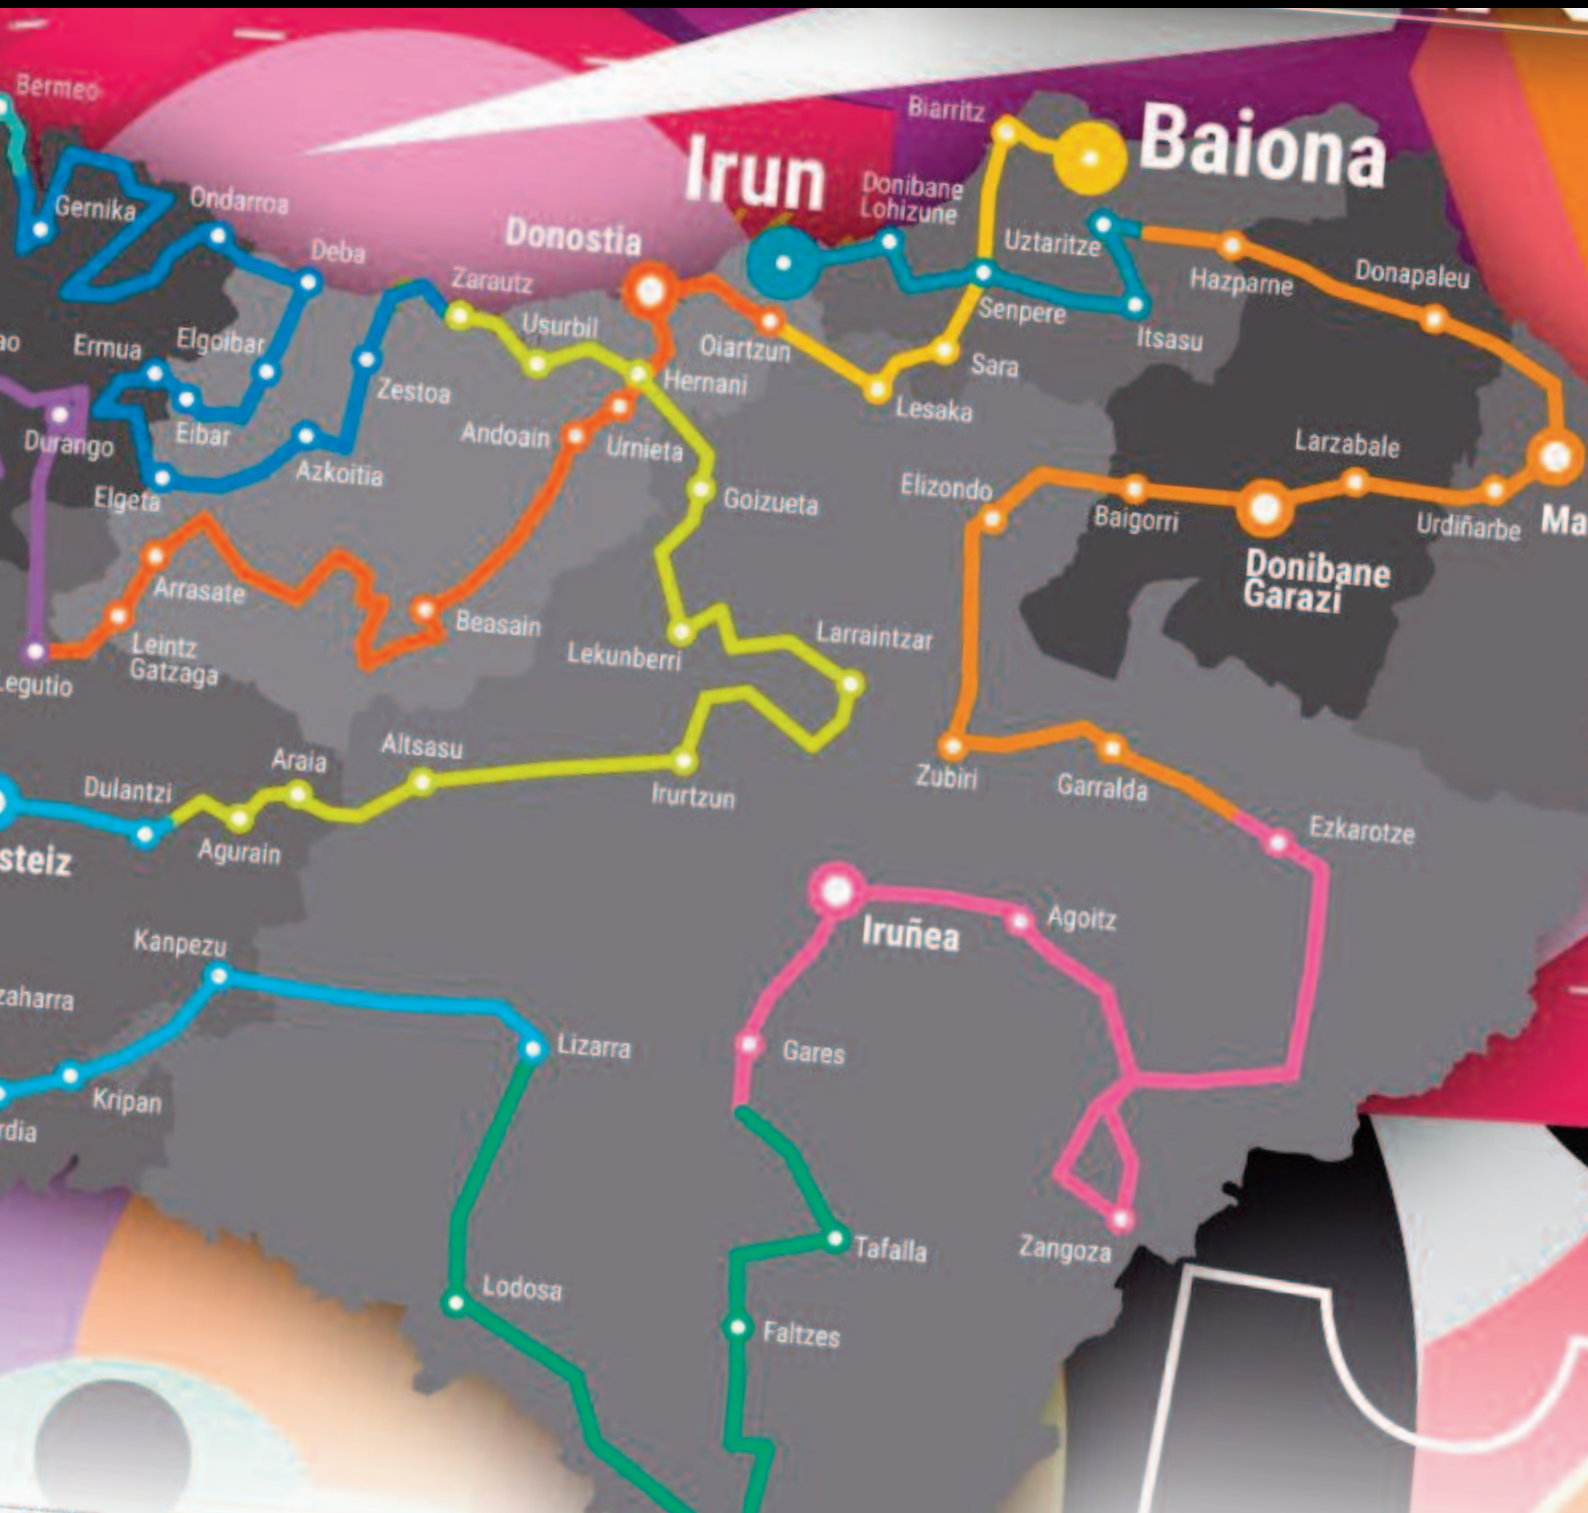 Bermeo
Biarritz
Baiona
Irun
Donibane
Lohizune
Ondarroa
Gernika
Donostia
Uztaritze
Deba
Hazparne
Donapaleu
Zarautz
Senpere
Usurbil
Itsasu
Ermua
Elgoibar
Oiartzun
Sara
Zestoa
Hernani
Lesaka
Durango
Eibar
Andoain
Urnieta
Larzabale
Azkoitia
Elgeta
Elizondo
Goizueta
Baigorri
Urdiñarbe
Donibane
Garazi
Arrasate
Beasain
Leintz
Gatzaga
Lekunberri
Larraintzar
Legutio
Altsasu
Araia
Zubiri
Garralda
Dulantzi
Irurtzun
Ezkarotze
Agurain
Agoitz
Iruñea
Kanpezu
Lizarra
Gares
Kripan
Tafalla
Zangoza
Lodosa
Faltzes